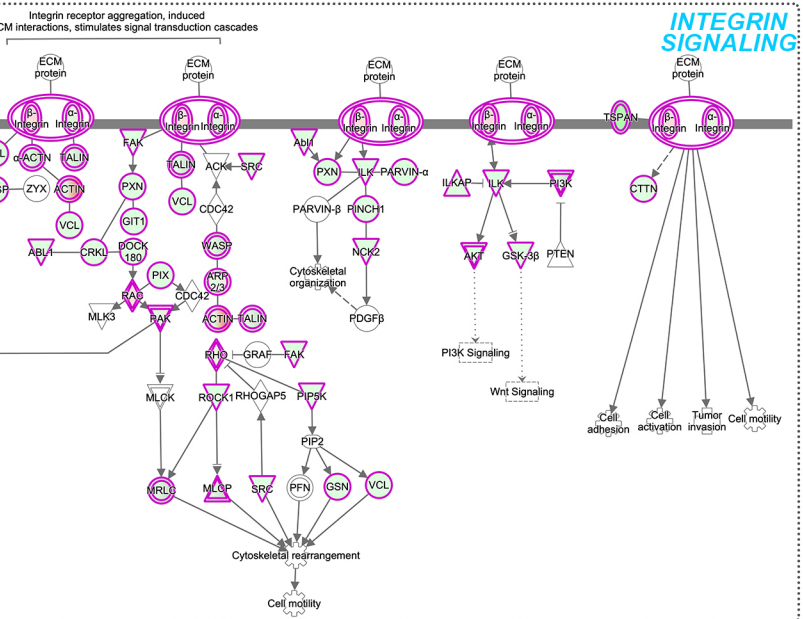 Integrin receptor aggregation, induced
CM interactions, stimulates signal transduction cascades
INTEGRIN
SIGNALING
ECM
protein
ECM
protein
ECM
protein
ECM
protein
ECM
protein
β-
Integrin
α-
Integrin
β-
Integrin
α-
Integrin
β-
Integrin
α-
Integrin
β-
Integrin
α-
Integrin
TSPAN
β-
Integrin
α-
Integrin
L
α-ACTN
TALIN
FAK
TALIN
ACK
SRC
Abl1
PXN
ILK
PARVIN-α
ILKAP
ILK
PI3K
CTTN
SP
ZYX
ACTIN
PXN
VCL
CDC42
PARVIN-β
PINCH1
VCL
GIT1
ABL1
CRKL
DOCK
180
WASP
NCK2
AKT
GSK-3β
PTEN
PIX
RAC
CDC42
ARP
2/3
Cytoskeletal
organization
MLK3
PAK
ACTIN
TALIN
PDGFβ
RHO
GRAF
FAK
PI3K Signaling
MLCK
ROCK1
RHOGAP5
PIP5K
Wnt Signaling
Cell
adhesion
Cell
activation
Tumor
invasion
Cell motility
PIP2
MRLC
MLCP
SRC
PFN
GSN
VCL
Cytoskeletal rearrangement
Cell motility